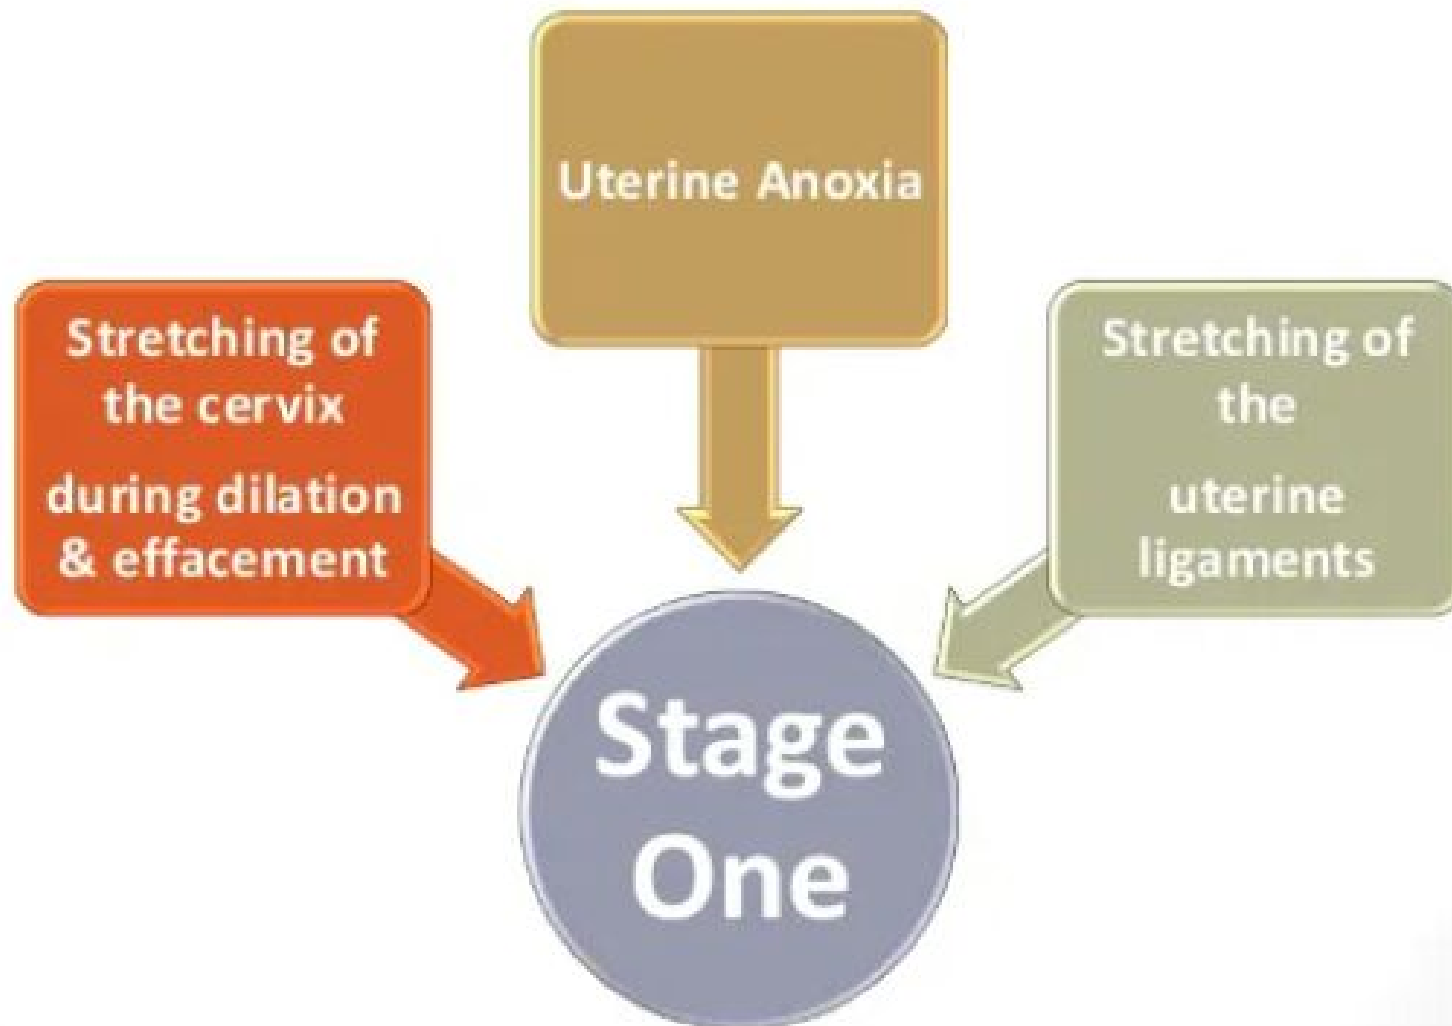 Uterine Anoxia
Stretching of
the cervix
during dilation
& effacement
Stretching of
the
uterine
ligaments
Stage
One